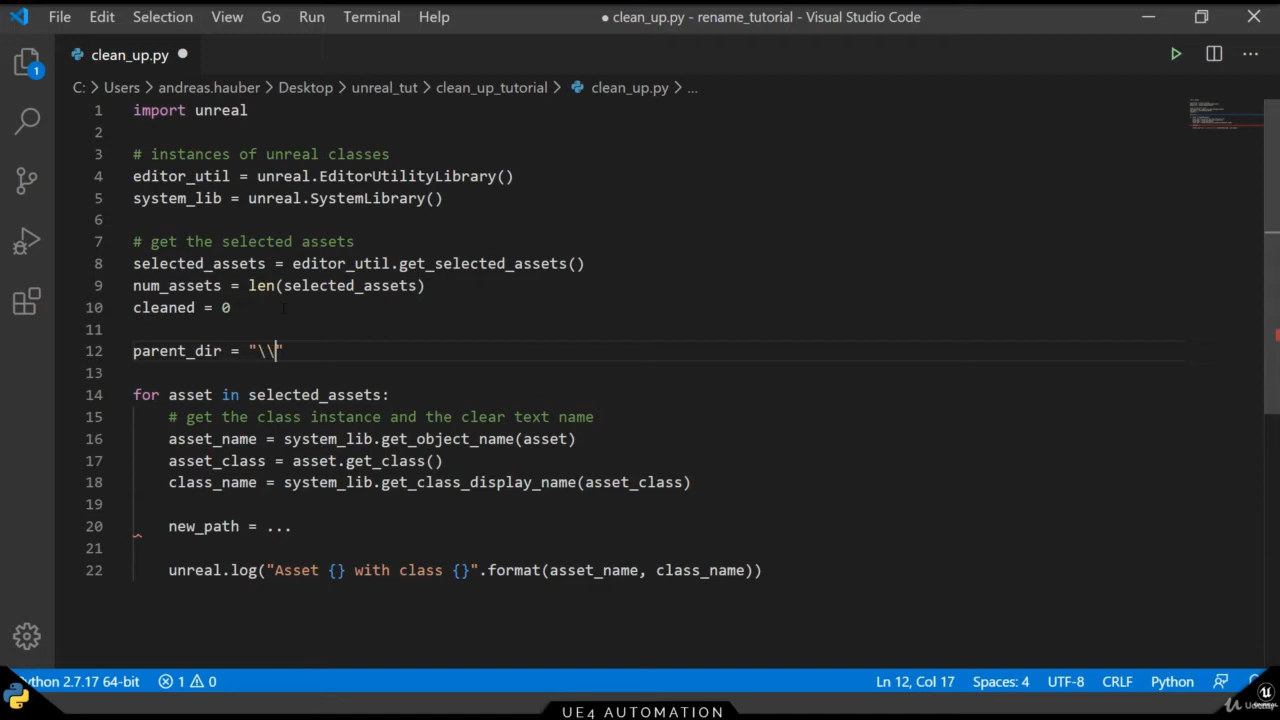 File Edit Selection View Go Run Terminal Help ● clean_up.py - rename_tutorial - Visual Studio Code
clean_up.py
1
C: > Users > andreas.hauber > Desktop > unreal_tut > clean_up_tutorial > clean_up.py > ...
1 import unreal
2
3 # instances of unreal classes
4 editor_util = unreal.EditorUtilityLibrary()
5 system_lib = unreal.SystemLibrary()
6
7 # get the selected assets
8 selected_assets = editor_util.get_selected_assets()
9 num_assets = len(selected_assets)
10 cleaned = 0
11
12 parent_dir = "\\"
13
14 for asset in selected_assets:
15 # get the class instance and the clear text name
16 asset_name = system_lib.get_object_name(asset)
17 asset_class = asset.get_class()
18 class_name = system_lib.get_class_display_name(asset_class)
19
20 new_path = ...
21
22 unreal.log("Asset {} with class {}".format(asset_name, class_name))
ython 2.7.17 64-bit 1 0 Ln 12, Col 17 Spaces: 4 UTF-8 CRLF Python
UE4 AUTOMATION